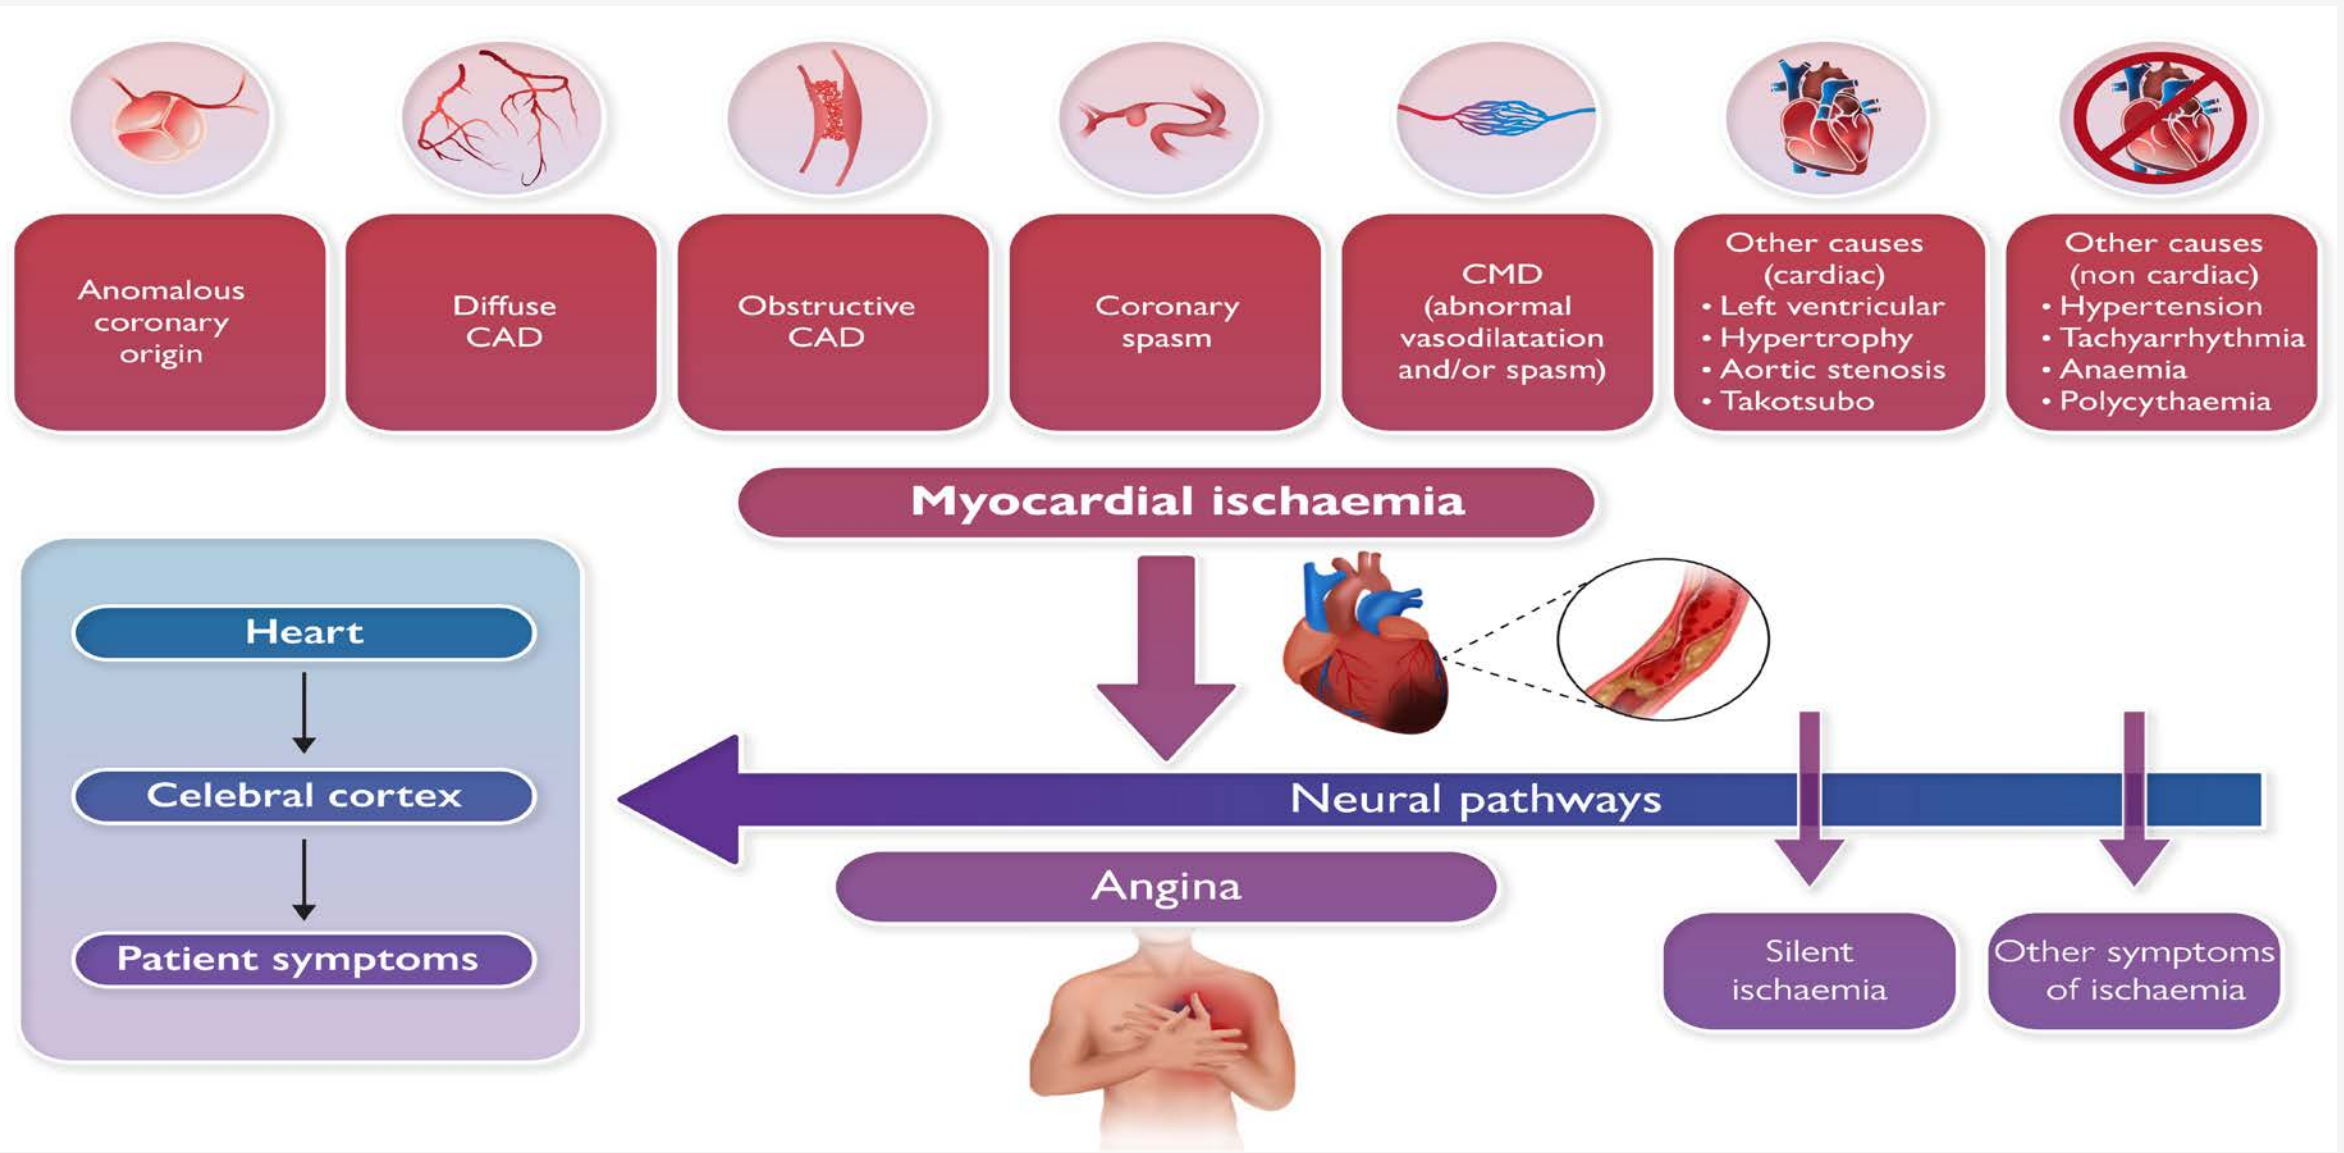 Anomalous
coronary
origin
Diffuse
CAD
Obstructive
CAD
Coronary
spasm
CMD
(abnormal
vasodilatation
and/or spasm)
Other causes
(cardiac)
• Left ventricular
• Hypertrophy
• Aortic stenosis
• Takotsubo
Other causes
(non cardiac)
• Hypertension
• Tachyarrhythmia
• Anaemia
• Polycythaemia
Myocardial ischaemia
Heart
Celebral cortex
Patient symptoms
Neural pathways
Angina
Silent
ischaemia
Other symptoms
of ischaemia